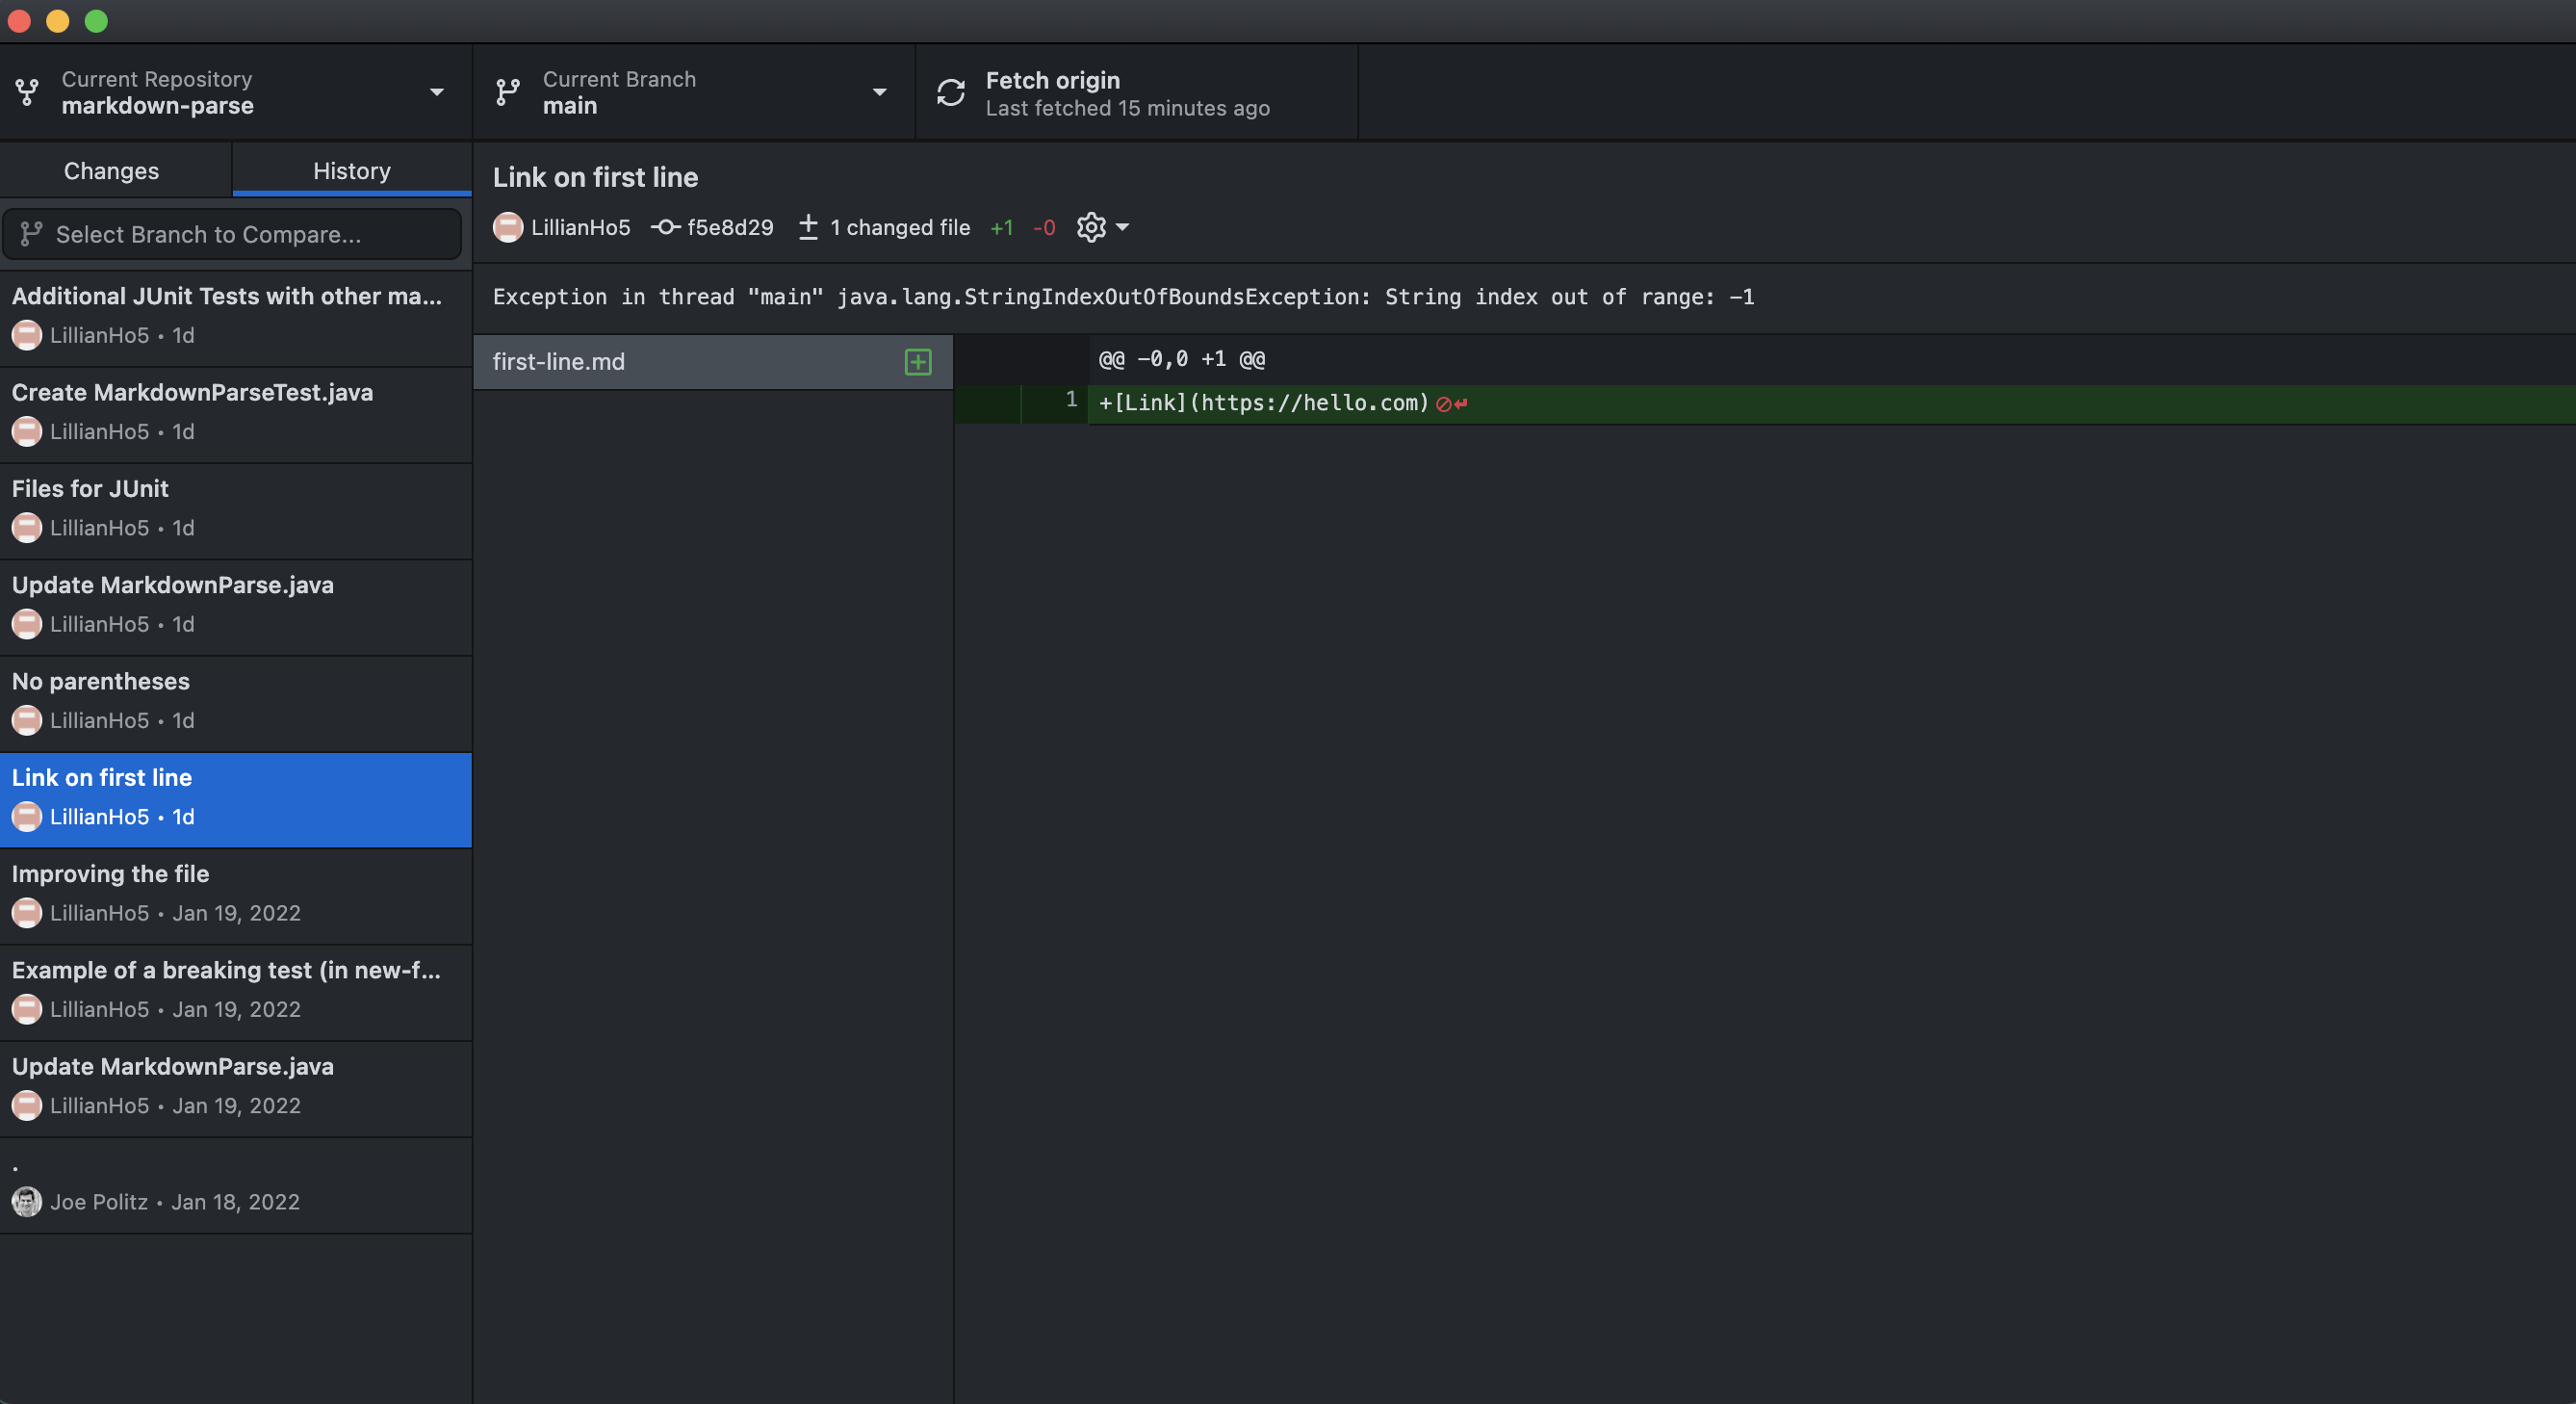 Current Repository
markdown-parse
Current Branch
main
Fetch origin
Last fetched 15 minutes ago
Changes
History
Select Branch to Compare...
Additional JUnit Tests with other ma...
LillianHo5 • 1d
Create MarkdownParseTest.java
LillianHo5 • 1d
Files for JUnit
LillianHo5 • 1d
Update MarkdownParse.java
LillianHo5 • 1d
No parentheses
LillianHo5 • 1d
Link on first line
LillianHo5 • 1d
Improving the file
LillianHo5 • Jan 19, 2022
Example of a breaking test (in new-f...
LillianHo5 • Jan 19, 2022
Update MarkdownParse.java
LillianHo5 • Jan 19, 2022
.
Joe Politz • Jan 18, 2022
Link on first line
LillianHo5 f5e8d29 1 changed file +1 -0
Exception in thread "main" java.lang.StringIndexOutOfBoundsException: String index out of range: -1
first-line.md
@@ -0,0 +1 @@
1 +[Link](https://hello.com)